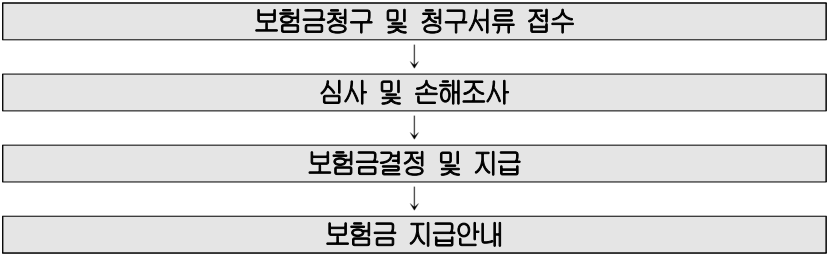 보험금청구 및 청구서류 접수
↓
심사 및 손해조사
↓
보험금결정 및 지급
↓
보험금 지급안내